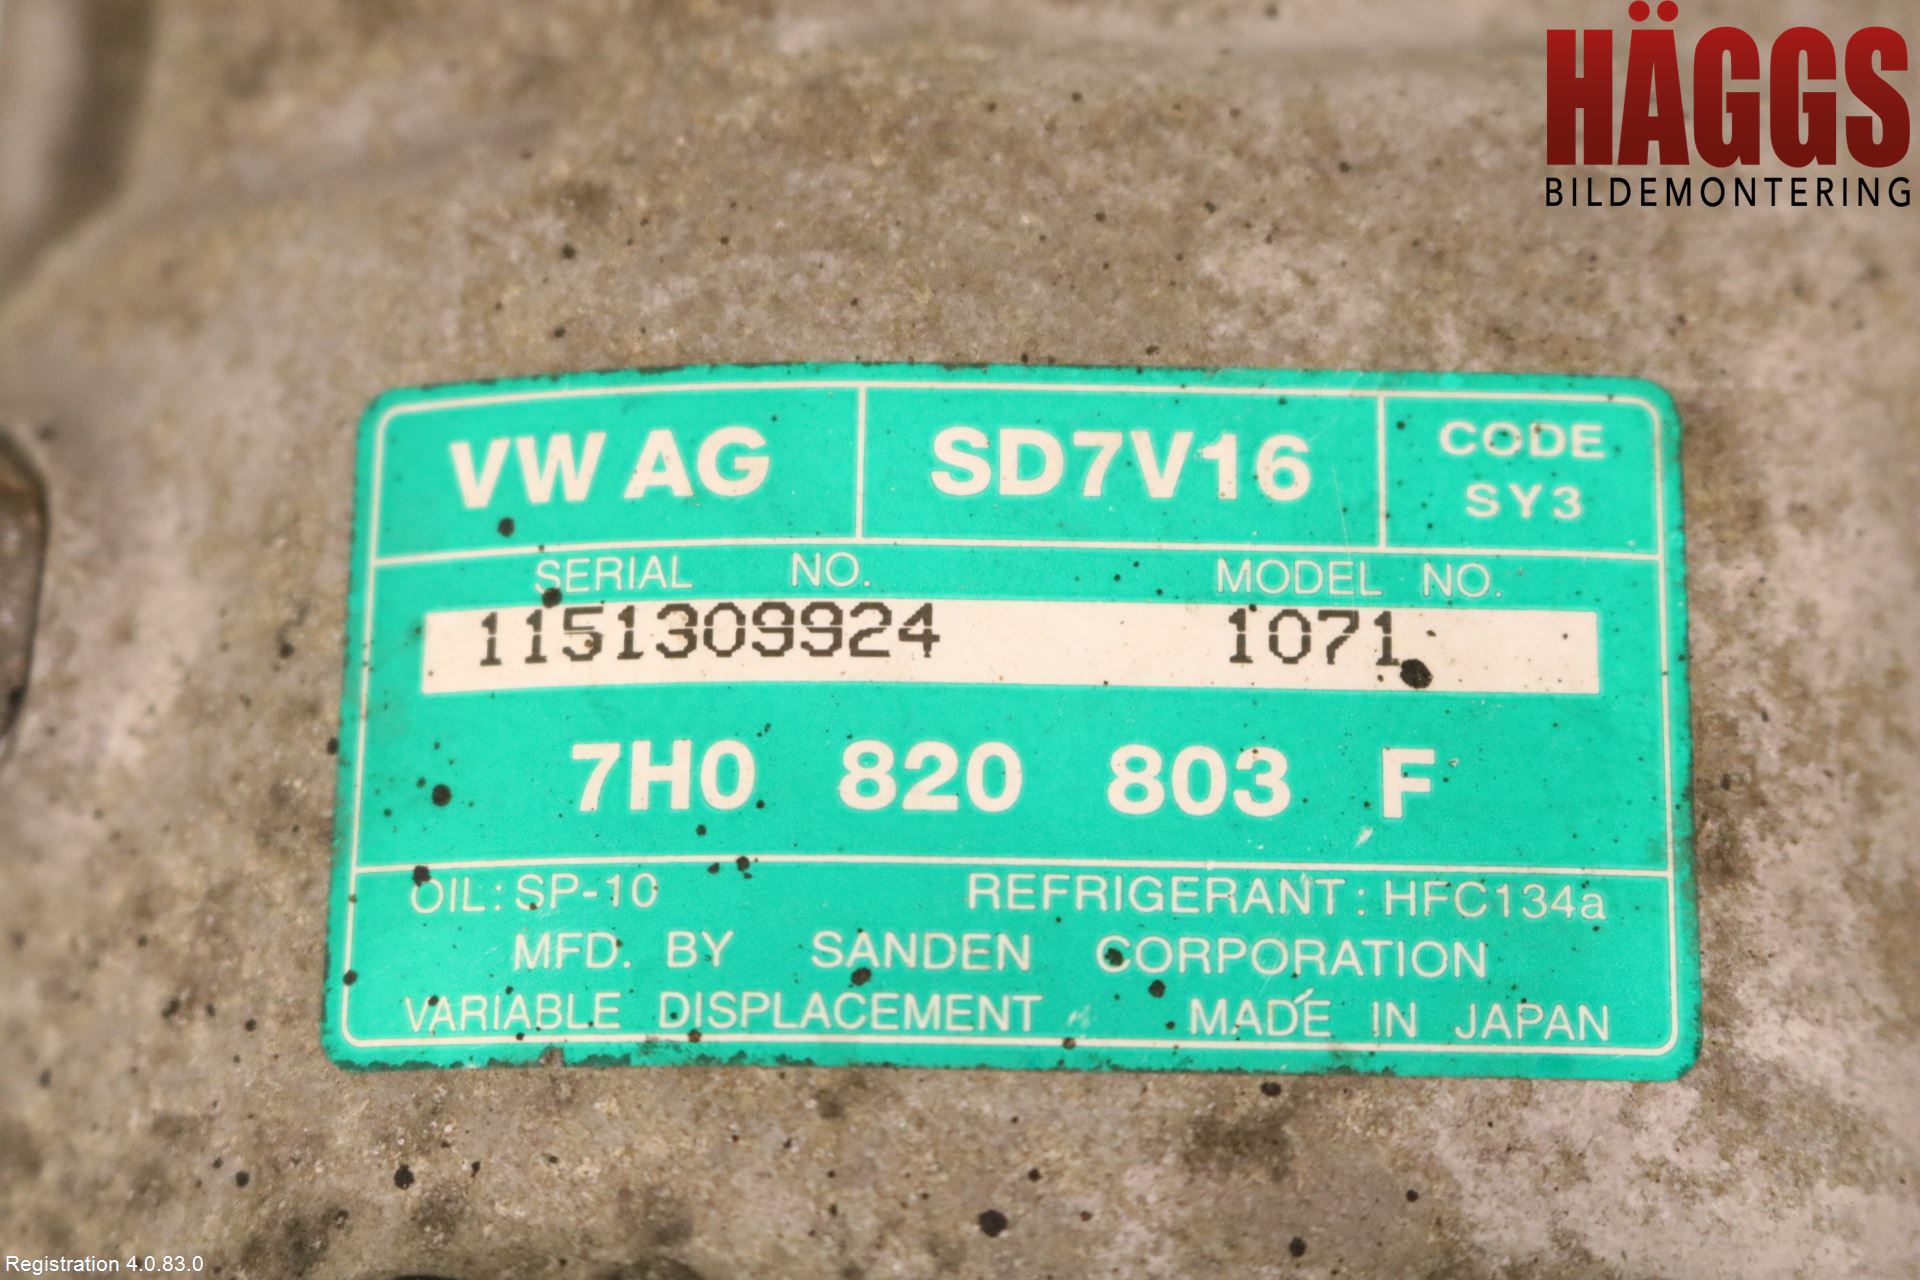 HÄGGS
BILDEMONTERING
VW AG SD7V16 CODE
SY3
SERIAL NO. MODEL NO.
1151309924 1071
7H0 820 803 F
OIL: SP-10 REFRIGERANT: HFC134a
MFD. BY SANDEN CORPORATION
VARIABLE DISPLACEMENT MADE IN JAPAN
Registration 4.0.83.0